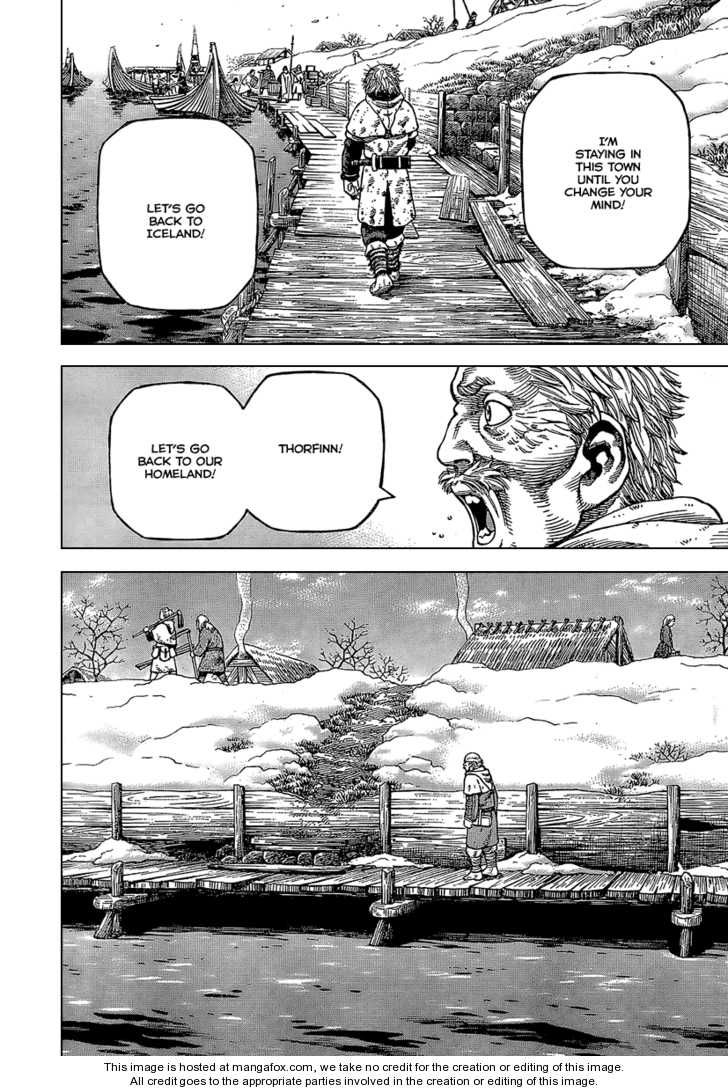 I'M
STAYING IN
THIS TOWN
UNTIL YOU
CHANGE YOUR
MIND!
LET'S GO
BACK TO
ICELAND!
THORFINN!
LET'S GO
BACK TO OUR
HOMELAND!
This image is hosted at mangafox.com, we take no credit for the creation or editing of this image.
All credit goes to the appropriate parties involved in the creation or editing of this image.